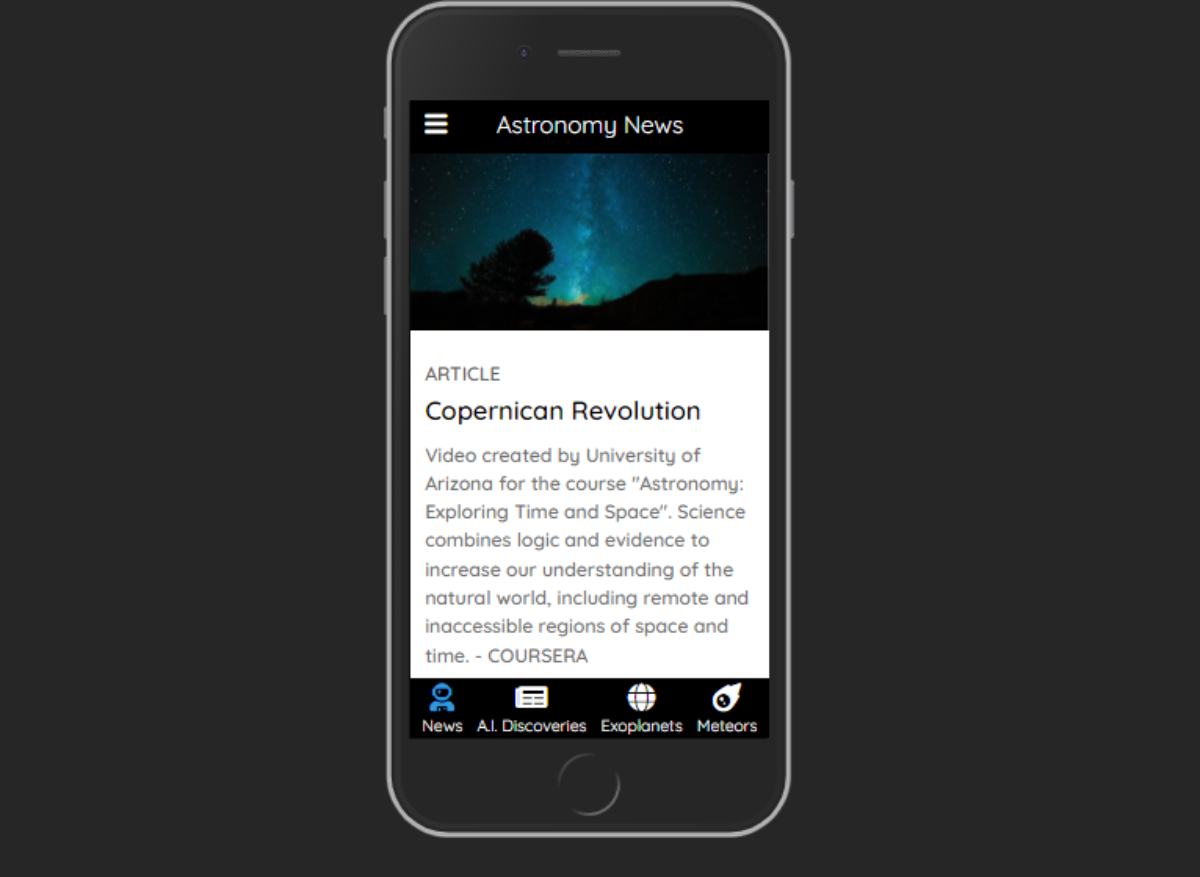 Astronomy News
ARTICLE
Copernican Revolution
Video created by University of
Arizona for the course "Astronomy:
Exploring Time and Space". Science
combines logic and evidence to
increase our understanding of the
natural world, including remote and
inaccessible regions of space and
time. - COURSERA
News A.I. Discoveries Exoplanets Meteors